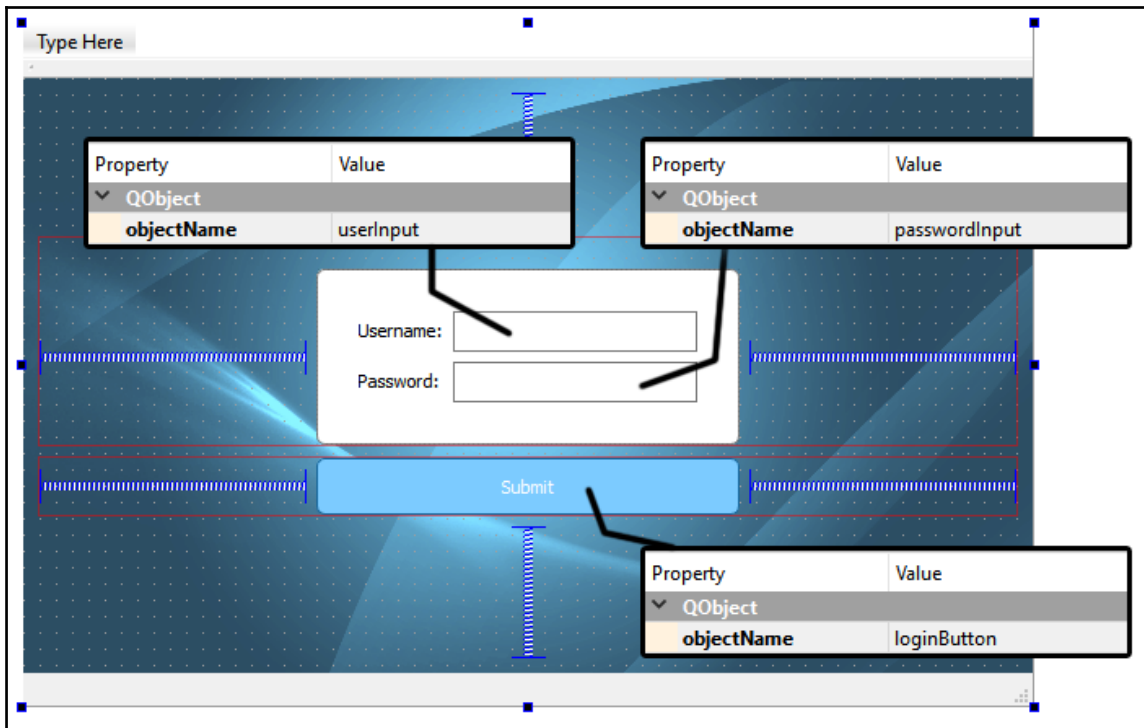 Type Here
Property Value
QObject
objectName userInput
Property Value
QObject
objectName passwordInput
Username:
Password:
Submit
Property Value
QObject
objectName loginButton